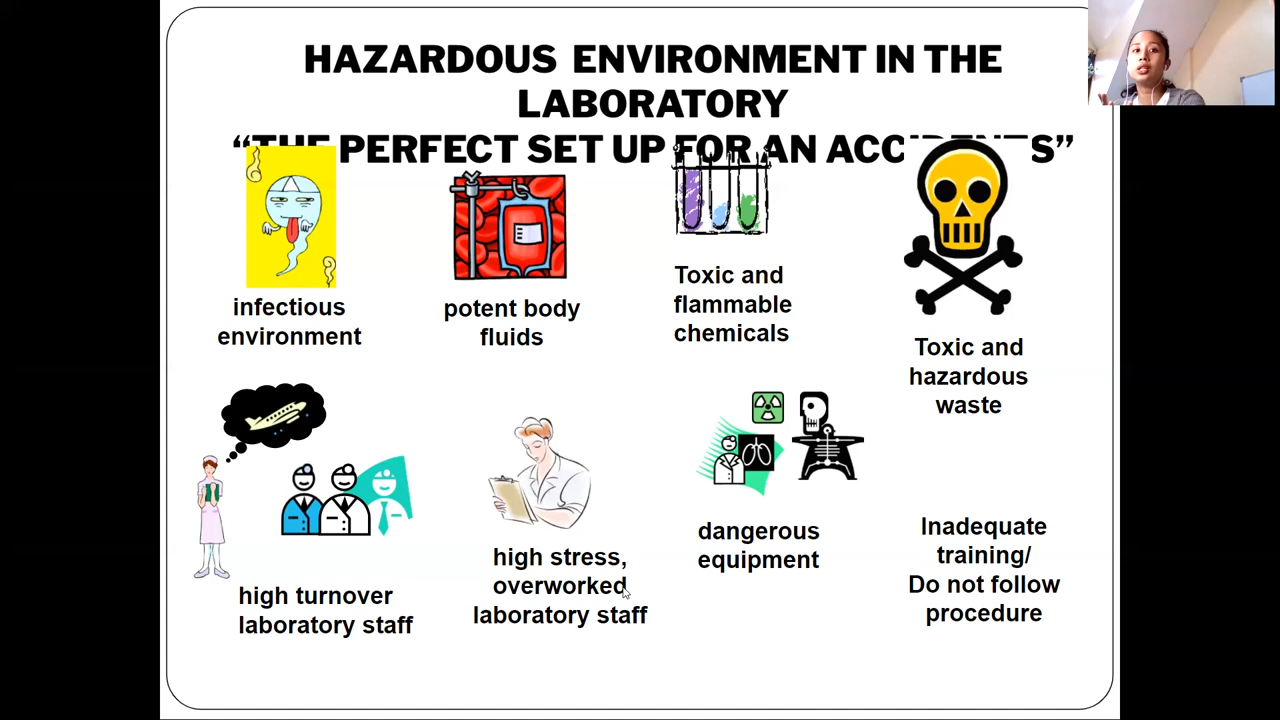 HAZARDOUS ENVIRONMENT IN THE
LABORATORY
“THE PERFECT SET UP FOR AN ACCIDENTS”
infectious
environment
potent body
fluids
Toxic and
flammable
chemicals
Toxic and
hazardous
waste
high turnover
laboratory staff
high stress,
overworked
laboratory staff
dangerous
equipment
Inadequate
training/
Do not follow
procedure